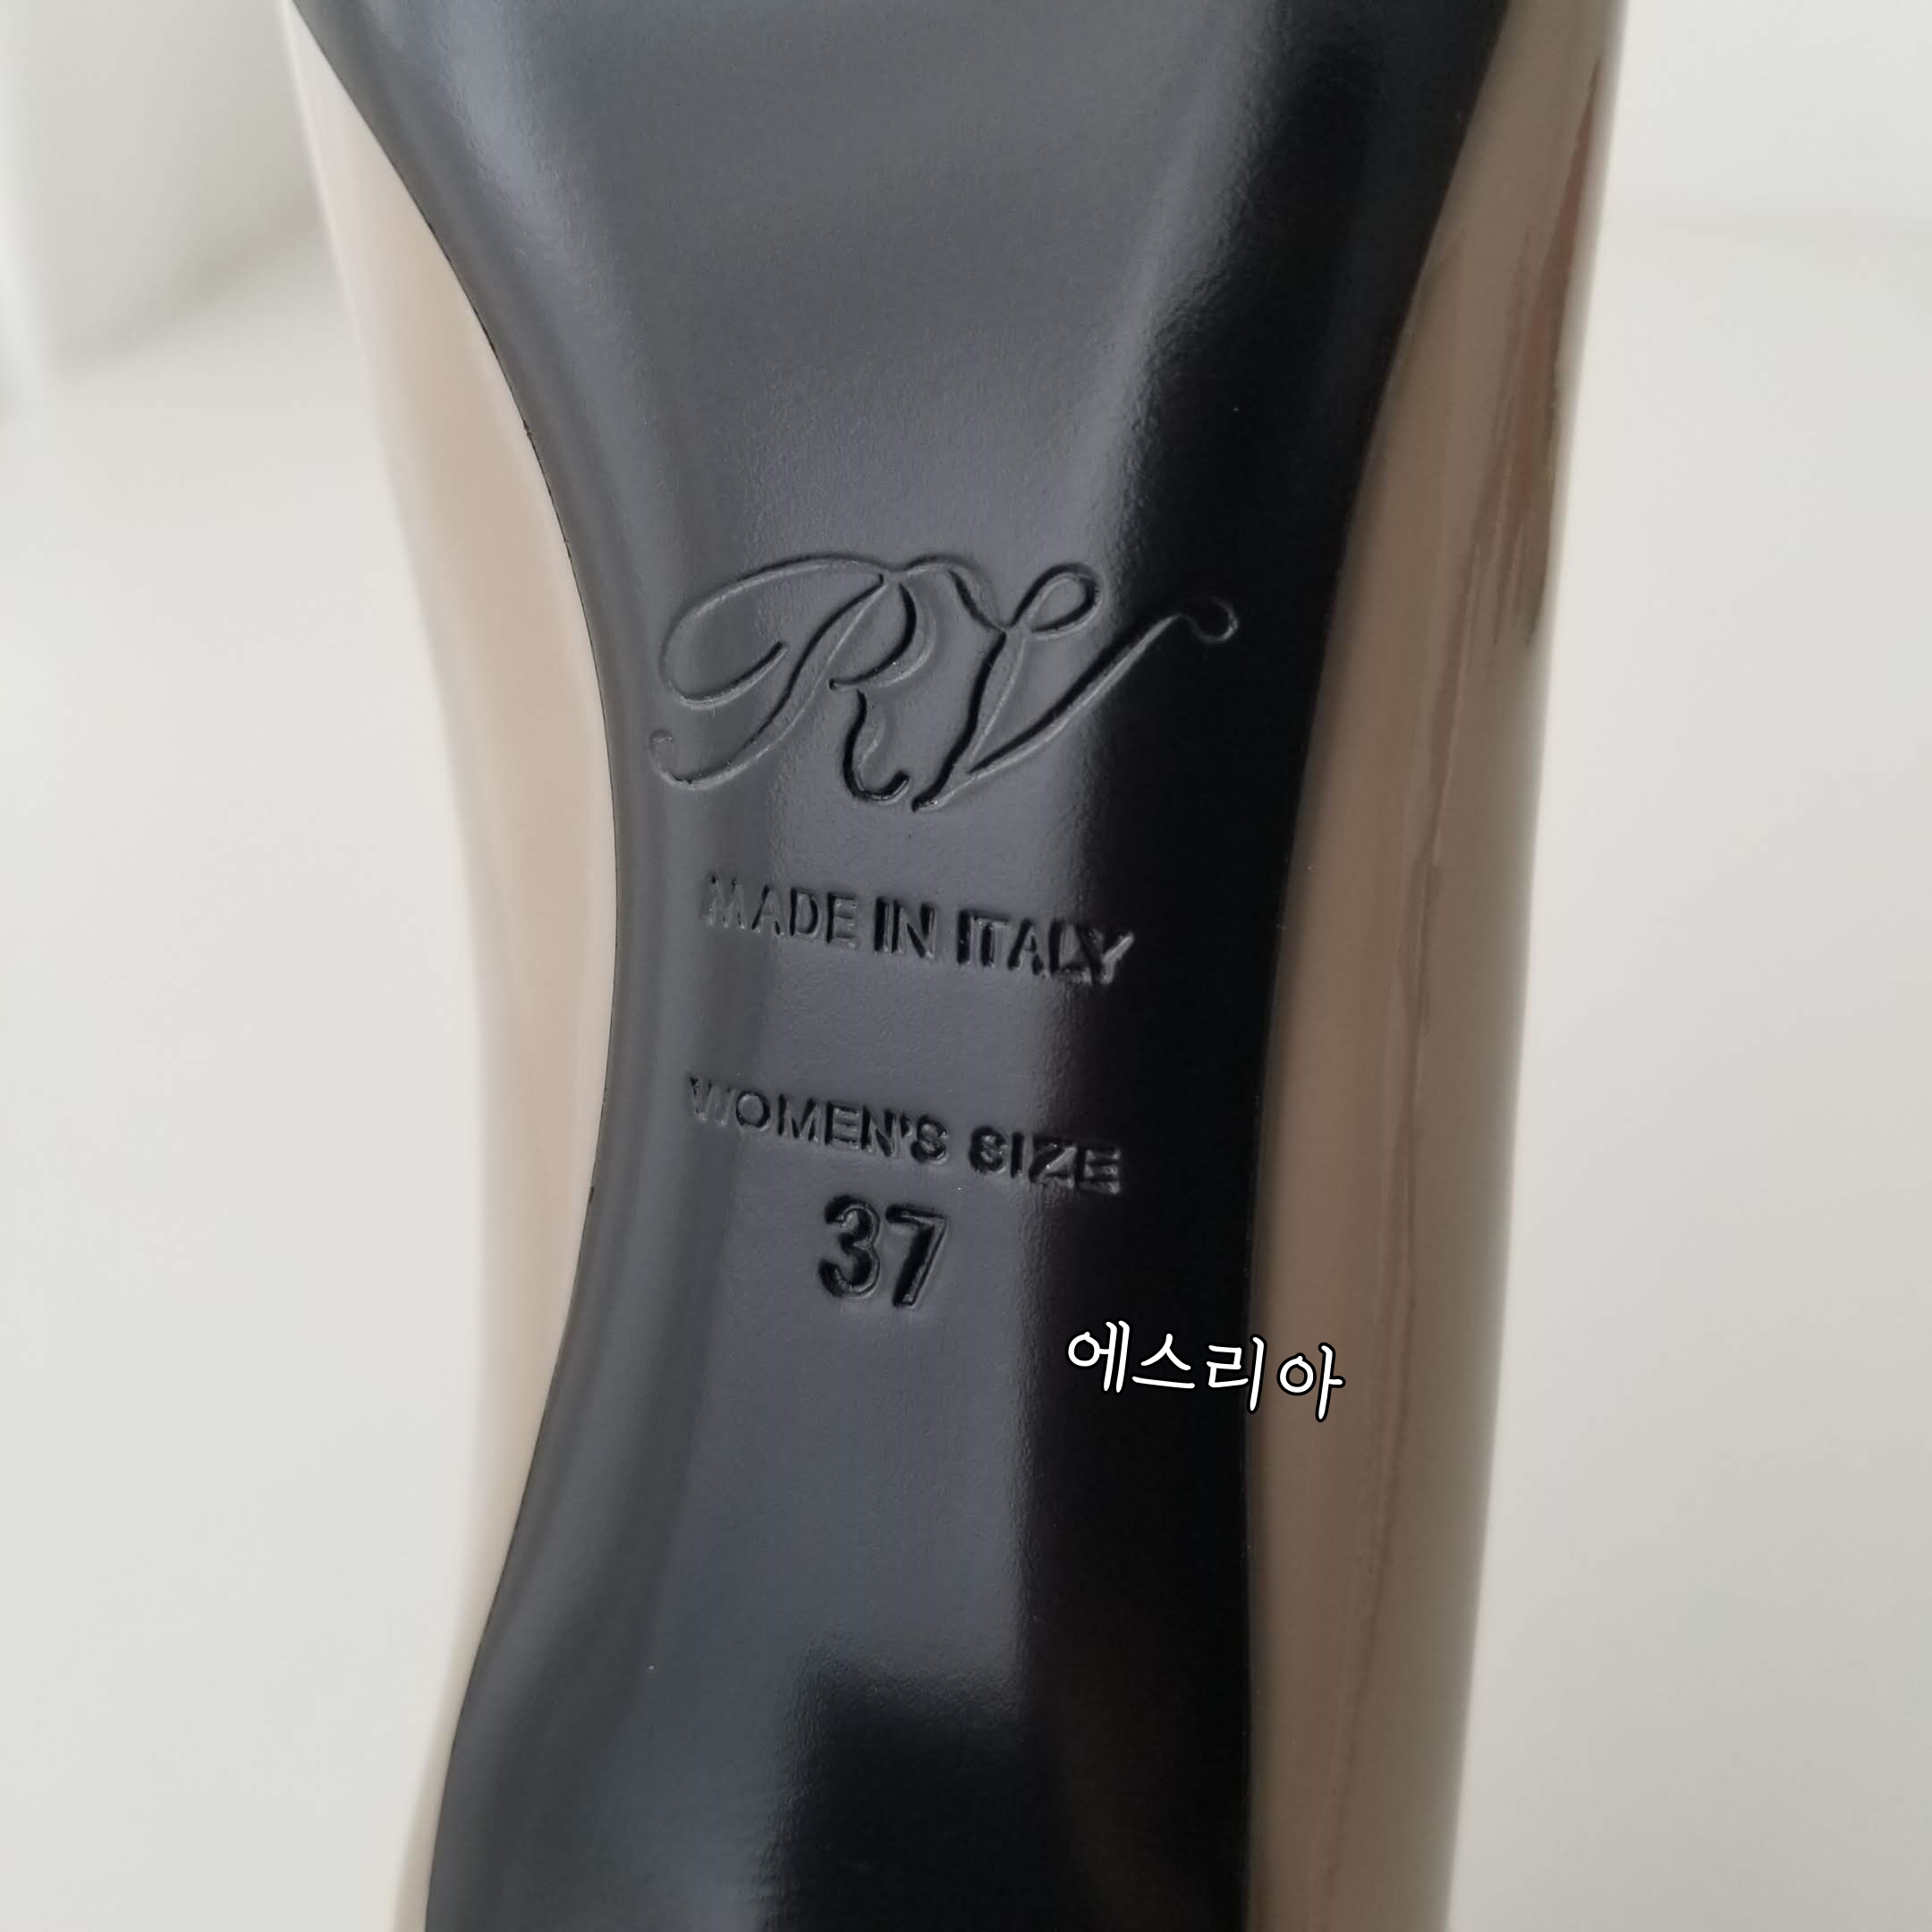 RV
MADE IN ITALY
WOMEN'S SIZE
37
에스리아